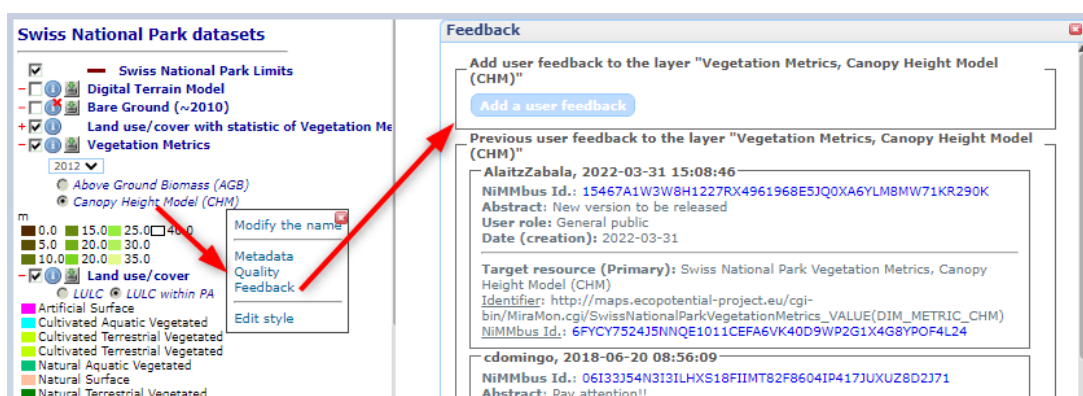 Swiss National Park datasets
Swiss National Park Limits
Digital Terrain Model
Bare Ground (~2010)
Land use/cover with statistic of Vegetation Me
Vegetation Metrics
2012
Above Ground Biomass (AGB)
Canopy Height Model (CHM)
m
0.0 15.0 25.0 40.0
5.0 20.0 30.0
10.0 20.0 35.0
Land use/cover
LULC LULC within PA
Artificial Surface
Cultivated Aquatic Vegetated
Cultivated Terrestrial Vegetated
Cultivated Terrestrial Vegetated
Natural Aquatic Vegetated
Natural Surface
Natural Terrestrial Vegetated
Modify the name
Metadata
Quality
Feedback
Edit style
Feedback
Add user feedback to the layer "Vegetation Metrics, Canopy Height Model
(CHM)"
Add a user feedback
Previous user feedback to the layer "Vegetation Metrics, Canopy Height Model
(CHM)"
AlaitzZabala, 2022-03-31 15:08:46
NiMMbus Id.: 15467A1W3W8H1227RX4961968E5JQ0XA6YLM8MW71KR290K
Abstract: New version to be released
User role: General public
Date (creation): 2022-03-31
Target resource (Primary): Swiss National Park Vegetation Metrics, Canopy
Height Model (CHM)
Identifier: http://maps.ecopotential-project.eu/cgi-
bin/MiraMon.cgi/SwissNationalParkVegetationMetrics_VALUE(DIM_METRIC_CHM)
NiMMbus Id.: 6FYCY7524J5NNQE1011CEFA6VK40D9WP2G1X4G8YPOF4L24
cdomingo, 2018-06-20 08:56:09
NiMMbus Id.: 06I33J54N3I3ILHXS18FIIMT82F8604IP417JUXUZ8D2J71
Abstract: Pay attention!!